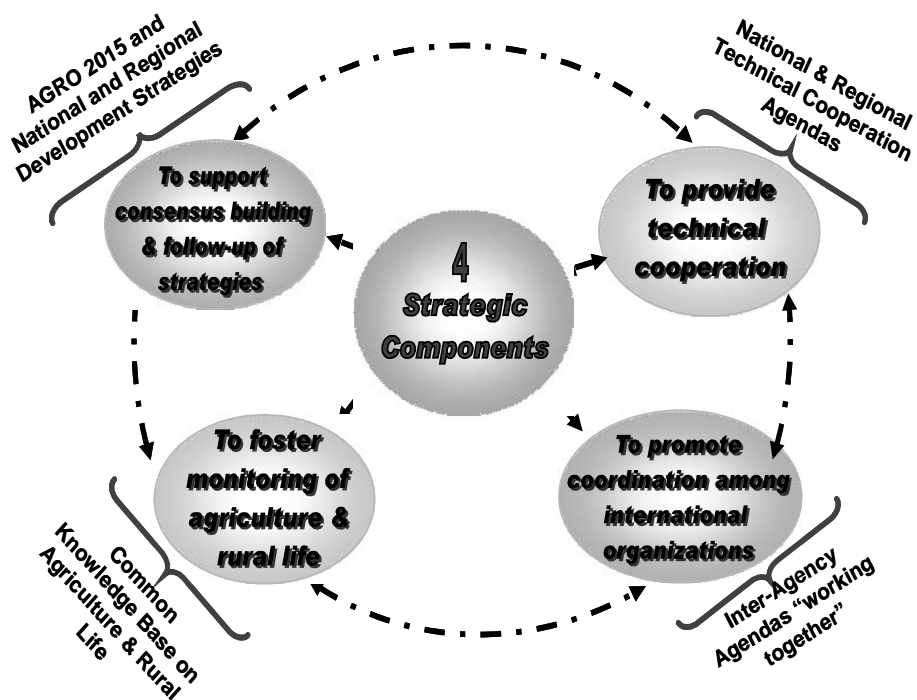 AGRO 2015 and
National and Regional
Development Strategies
National & Regional
Technical Cooperation
Agendas
To support
consensus building
& follow-up of
strategies
To provide
technical
cooperation
4
Strategic
Components
To foster
monitoring of
agriculture &
rural life
To promote
coordination among
international
organizations
Common
Knowledge Base on
Agriculture & Rural
Life
Inter-Agency
Agendas “working
together”